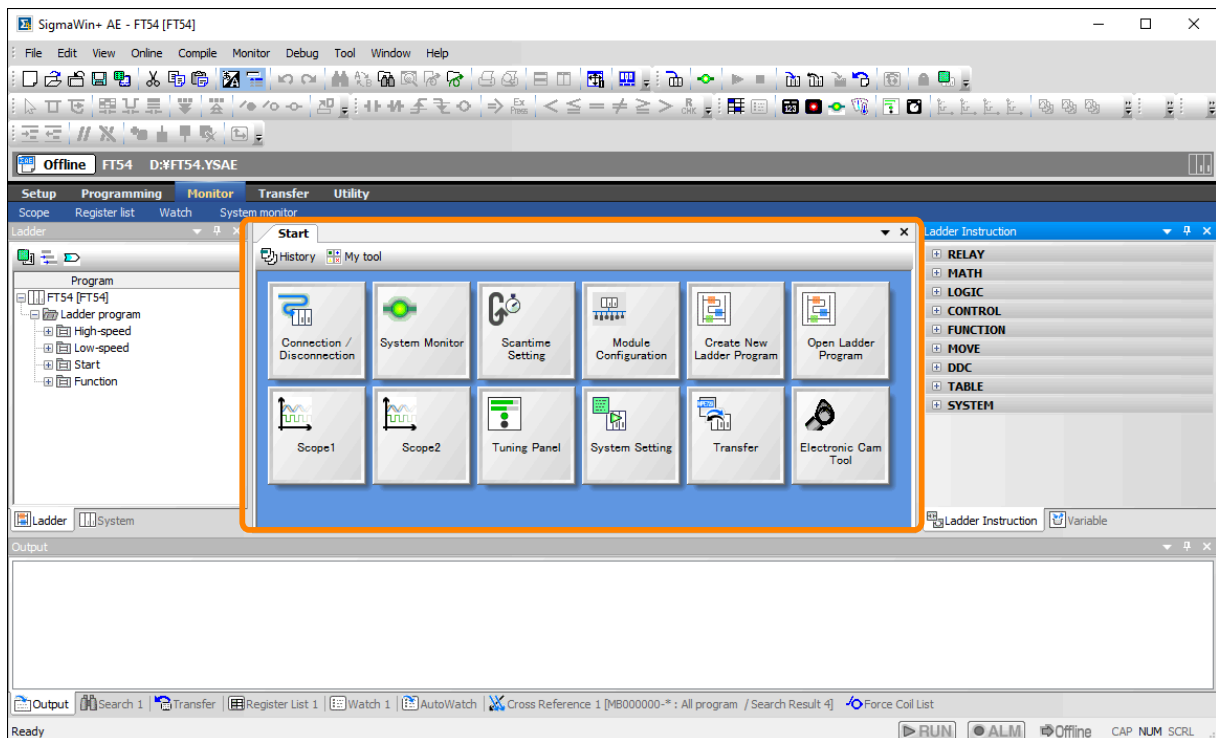 SigmaWin+ AE - FT54 [FT54]
File Edit View Online Compile Monitor Debug Tool Window Help
Offline FT54 D:¥FT54.YSAE
Setup Programming Monitor Transfer Utility
Scope Register list Watch System monitor
Ladder
Program
FT54 [FT54]
Ladder program
High-speed
Low-speed
Start
Function
Ladder System
Start
History My tool
Connection /
Disconnection
System Monitor
Scantime
Setting
Module
Configuration
Create New
Ladder Program
Open Ladder
Program
Scope1
Scope2
Tuning Panel
System Setting
Transfer
Electronic Cam
Tool
Ladder Instruction
RELAY
MATH
LOGIC
CONTROL
FUNCTION
MOVE
DDC
TABLE
SYSTEM
Ladder Instruction Variable
Output
Output Search 1 Transfer Register List 1 Watch 1 AutoWatch Cross Reference 1 [MB000000-* : All program / Search Result 4] Force Coil List
Ready RUN ALM Offline CAP NUM SCRL